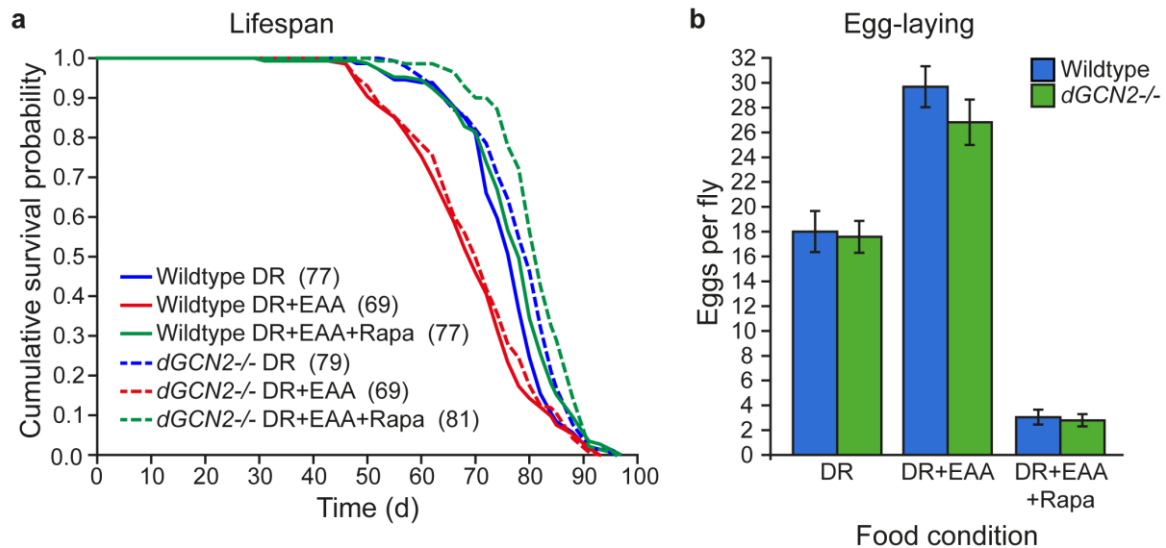 a
Lifespan
Cumulative survival probability
1.0
0.9
0.8
0.7
0.6
0.5
0.4
0.3
0.2
0.1
0.0
Wildtype DR (77)
Wildtype DR+EAA (69)
Wildtype DR+EAA+Rapa (77)
dGCN2-/- DR (79)
dGCN2-/- DR+EAA (69)
dGCN2-/- DR+EAA+Rapa (81)
0 10 20 30 40 50 60 70 80 90 100
Time (d)
b
Egg-laying
Eggs per fly
32
30
28
26
24
22
20
18
16
14
12
10
8
6
4
2
0
Wildtype
dGCN2-/-
DR DR+EAA DR+EAA
+Rapa
Food condition